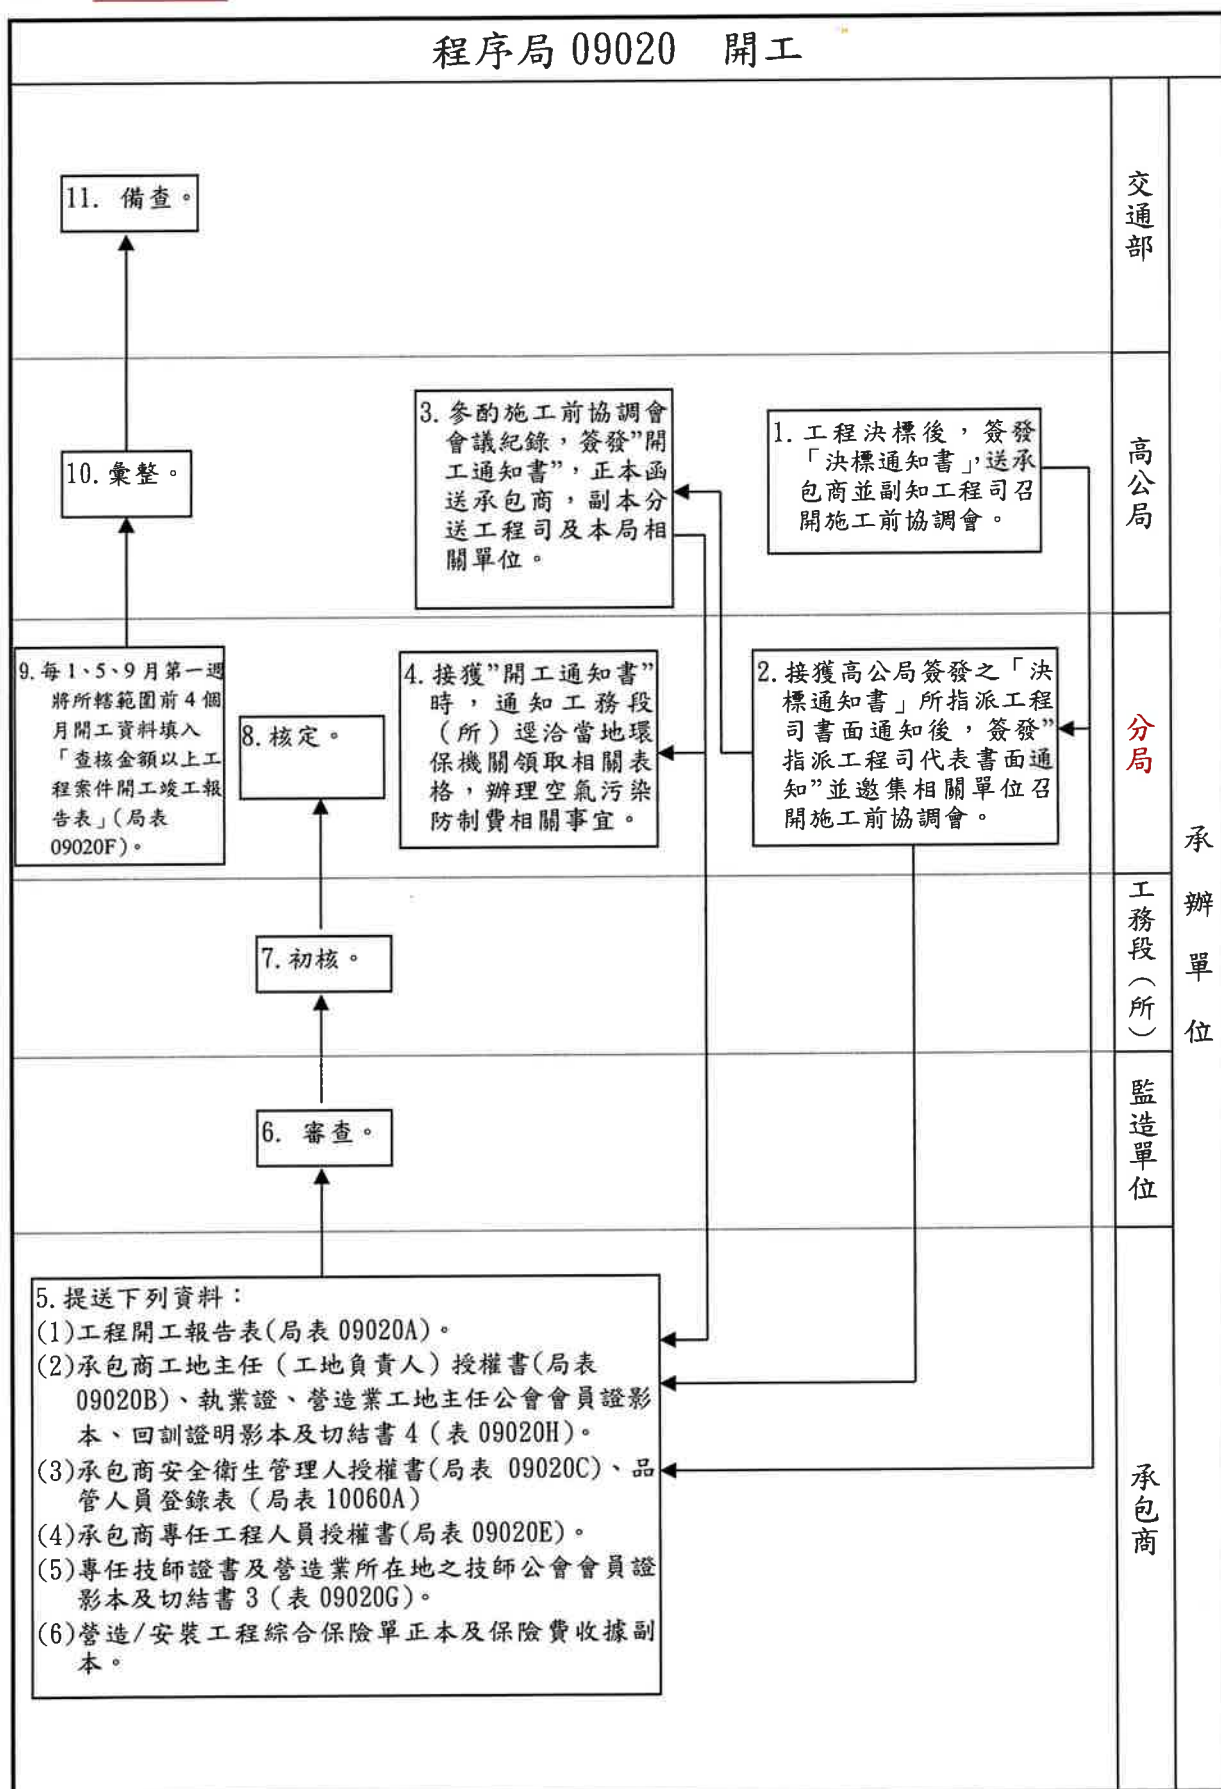 程序局 09020　開工
11. 備查。
交通部
3. 參酌施工前協調會
會議紀錄，簽發”開
工通知書”，正本函
送承包商，副本分
送工程司及本局相
關單位。
1. 工程決標後，簽發
「決標通知書」，送承
包商並副知工程司召
開施工前協調會。
10. 彙整。
高公局
9. 每 1、5、9 月第一週
將所轄範圍前 4 個
月開工資料填入
「查核金額以上工
程案件開工竣工報
告表」(局表
09020F)。
8. 核定。
4. 接獲”開工通知書”
時，通知工務段
（所）逕洽當地環
保機關領取相關表
格，辦理空氣污染
防制費相關事宜。
2. 接獲高公局簽發之「決
標通知書」所指派工程
司書面通知後，簽發”
指派工程司代表書面通
知”並邀集相關單位召
開施工前協調會。
分局
7. 初核。
工務段（所）
承辦單位
6. 審查。
監造單位
5. 提送下列資料：
(1)工程開工報告表(局表 09020A)。
(2)承包商工地主任（工地負責人）授權書(局表
09020B)、執業證、營造業工地主任公會會員證影
本、回訓證明影本及切結書 4（表 09020H)。
(3)承包商安全衛生管理人授權書(局表 09020C)、品
管人員登錄表（局表 10060A)
(4)承包商專任工程人員授權書(局表 09020E)。
(5)專任技師證書及營造業所在地之技師公會會員證
影本及切結書 3（表 09020G)。
(6)營造/安裝工程綜合保險單正本及保險費收據副
本。
承包商